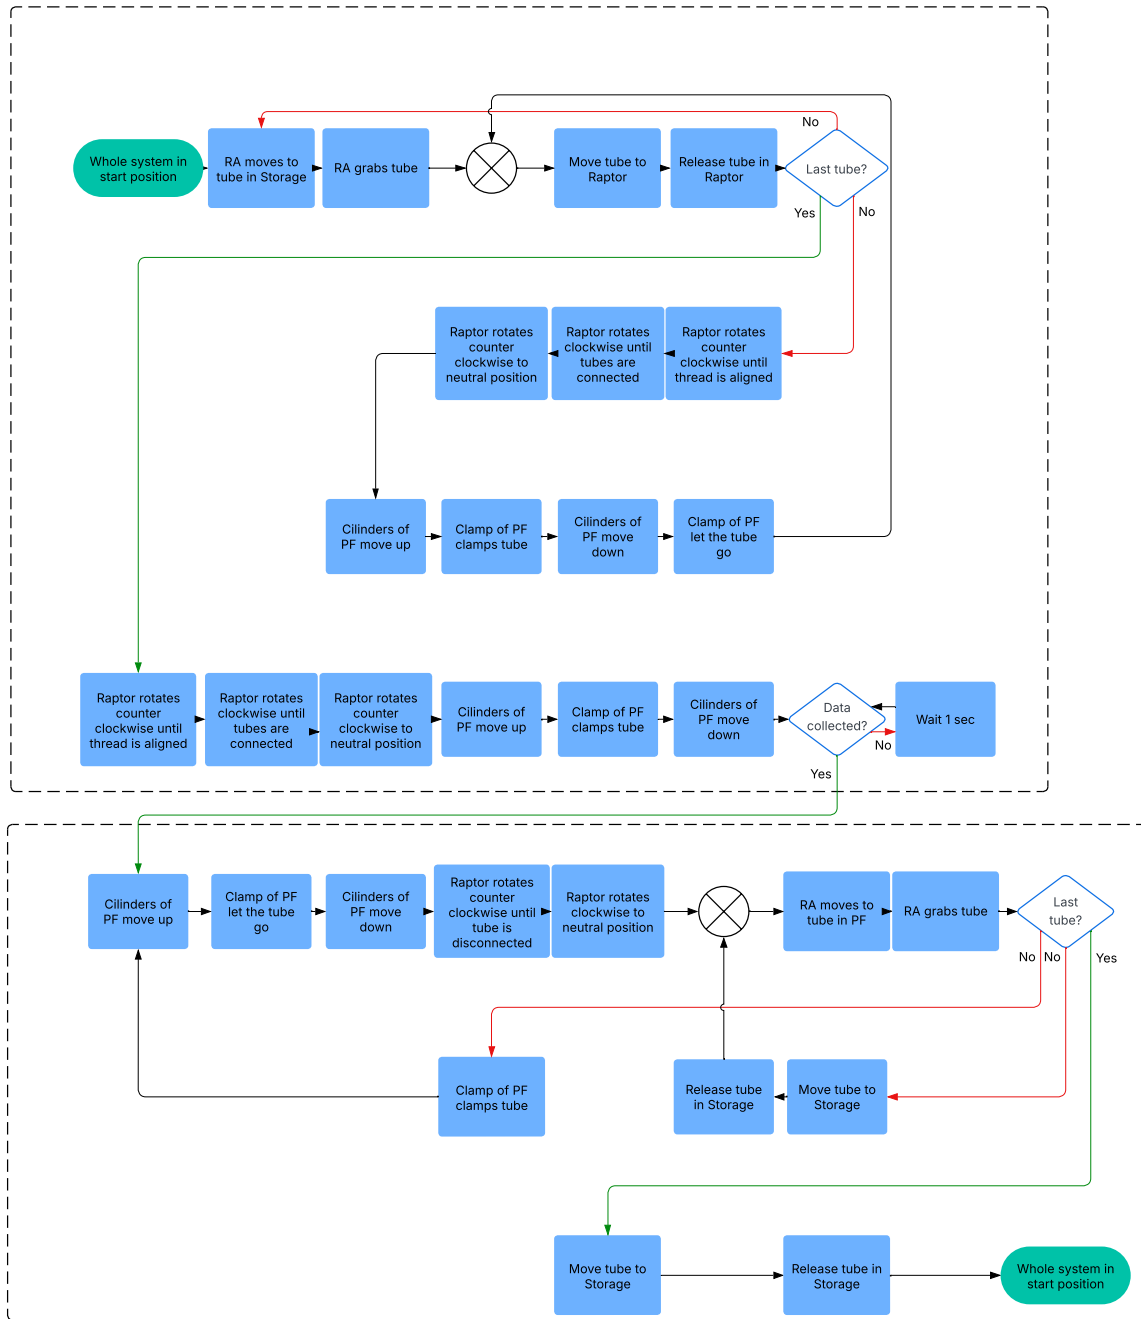 No
Whole system in
start position
RA moves to
tube in Storage
RA grabs tube
Move tube to
Raptor
Release tube in
Raptor
Last tube?
Yes
No
Raptor rotates
counter
clockwise to
neutral position
Raptor rotates
clockwise until
tubes are
connected
Raptor rotates
counter
clockwise until
thread is aligned
Cilinders of
PF move up
Clamp of PF
clamps tube
Cilinders of
PF move
down
Clamp of PF
let the tube
go
Raptor rotates
counter
clockwise until
thread is aligned
Raptor rotates
clockwise until
tubes are
connected
Raptor rotates
counter
clockwise to
neutral position
Cilinders of
PF move up
Clamp of PF
clamps tube
Cilinders of
PF move
down
Data
collected?
Wait 1 sec
No
Yes
Cilinders of
PF move up
Clamp of PF
let the tube
go
Cilinders of
PF move
down
Raptor rotates
counter
clockwise until
tube is
disconnected
Raptor rotates
clockwise to
neutral position
RA moves to
tube in PF
RA grabs tube
Last
tube?
No
No
Yes
Clamp of PF
clamps tube
Release tube
in Storage
Move tube to
Storage
Move tube to
Storage
Release tube in
Storage
Whole system in
start position